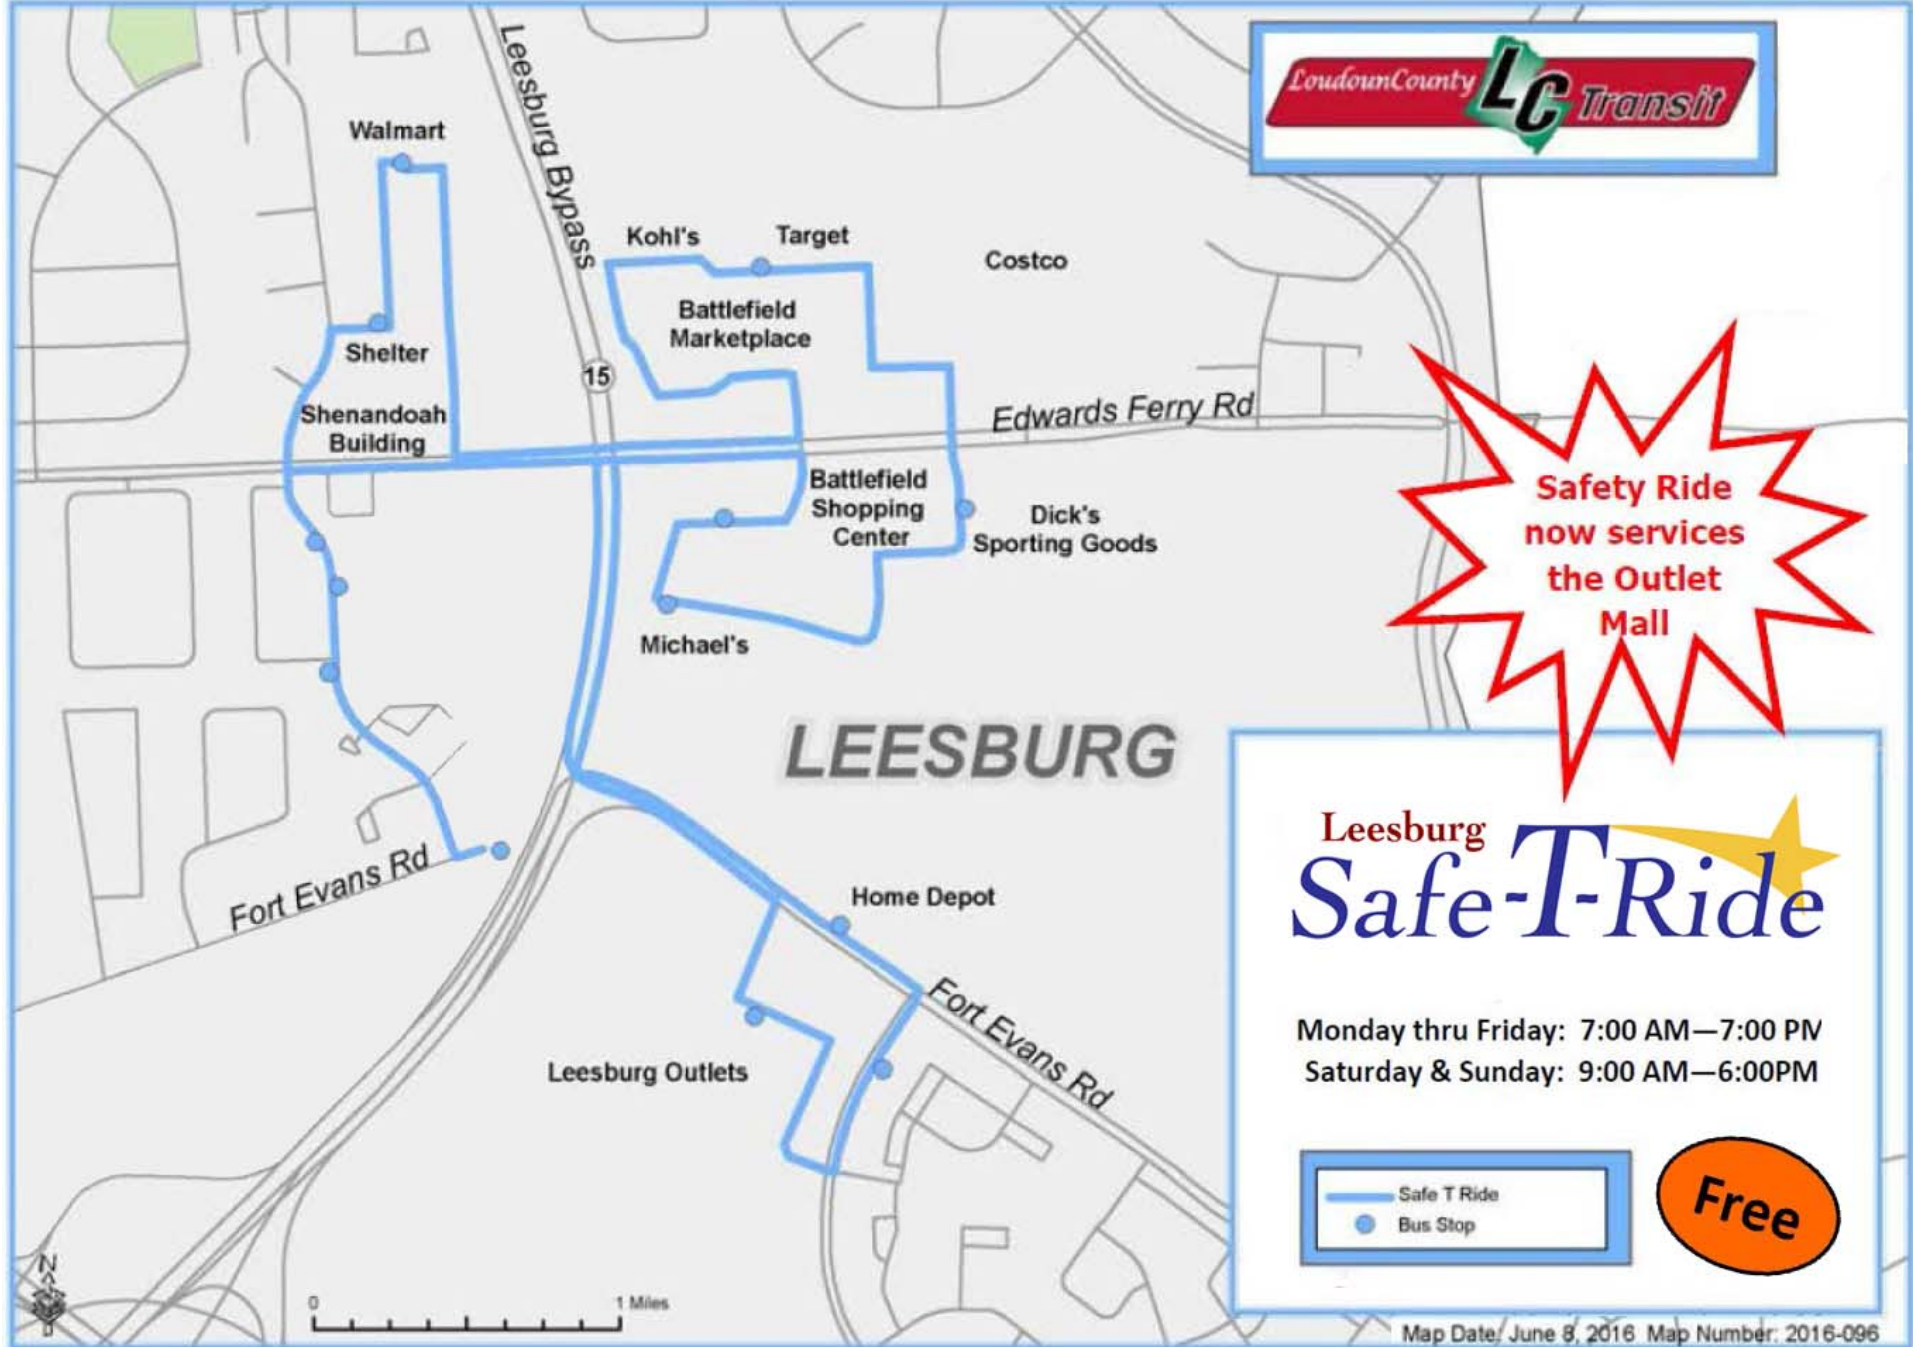 Leesburg Bypass
LoudounCounty LC Transit
Walmart
Kohl's
Target
Costco
Battlefield
Marketplace
Shelter
15
Edwards Ferry Rd
Shenandoah
Building
Battlefield
Shopping
Center
Dick's
Sporting Goods
Safety Ride
now services
the Outlet
Mall
Michael's
LEESBURG
Leesburg
Safe-T-Ride
Fort Evans Rd
Home Depot
Fort Evans Rd
Monday thru Friday: 7:00 AM—7:00 PM
Saturday & Sunday: 9:00 AM—6:00PM
Leesburg Outlets
Safe T Ride
Bus Stop
Free
N
0
1 Miles
Map Date: June 8, 2016 Map Number: 2016-096